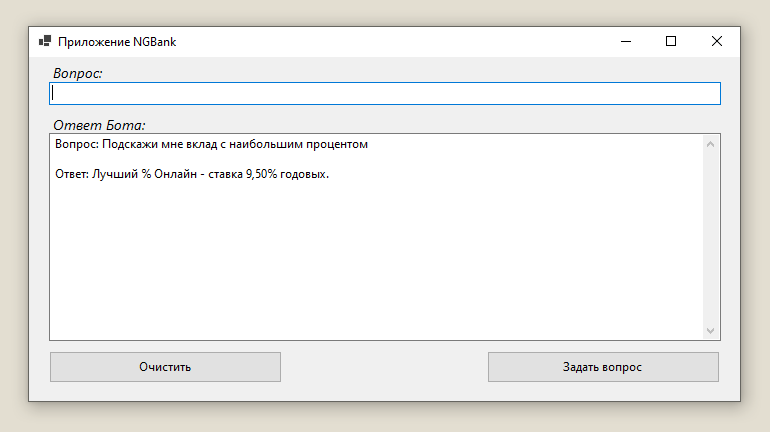 Приложение NGBank
Вопрос:
Ответ Бота:
Вопрос: Подскажи мне вклад с наибольшим процентом
Ответ: Лучший % Онлайн - ставка 9,50% годовых.
Очистить
Задать вопрос